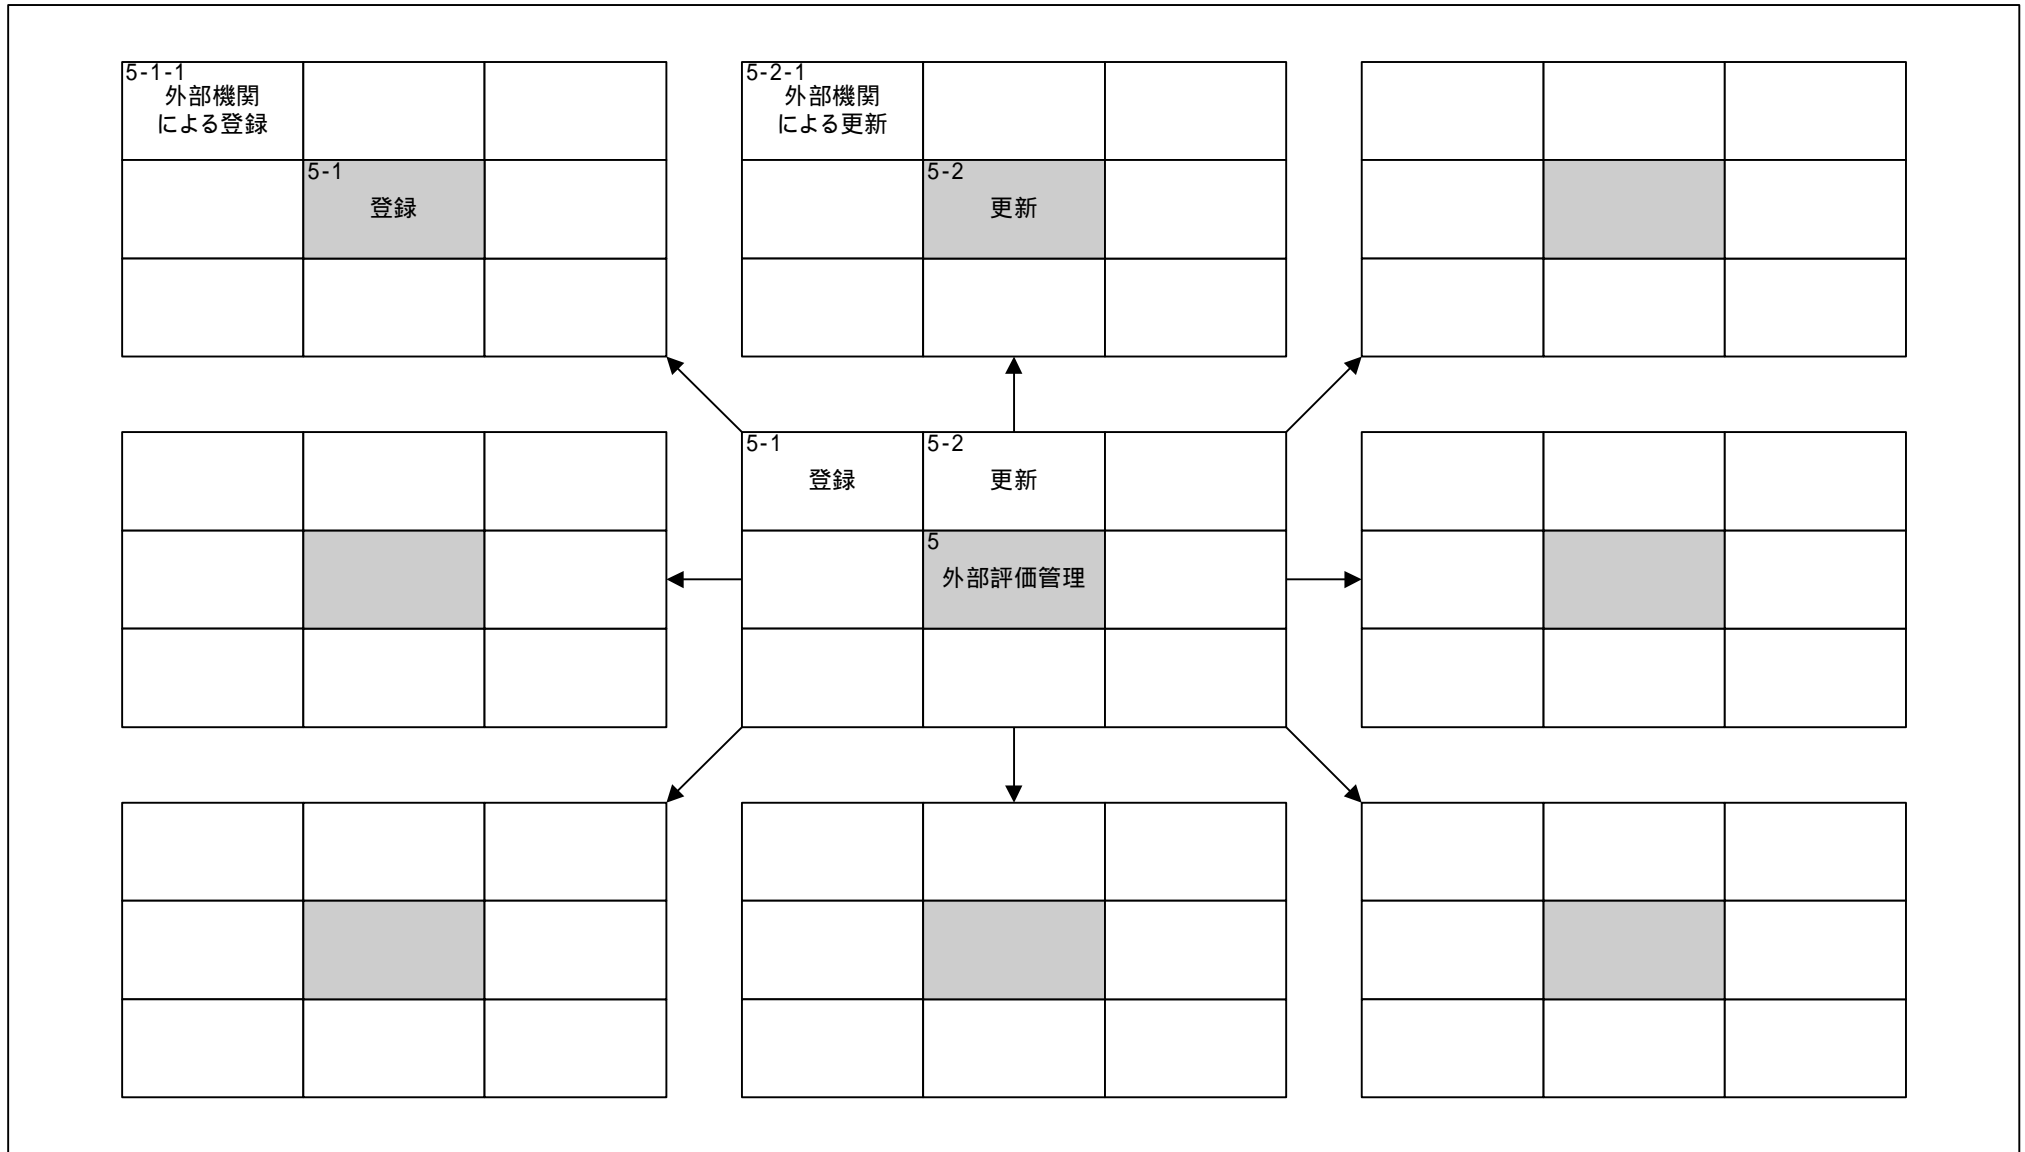 5-1-1
外部機関
による登録
5-1
登録
5-2-1
外部機関
による更新
5-2
更新
5-1
登録
5-2
更新
5
外部評価管理